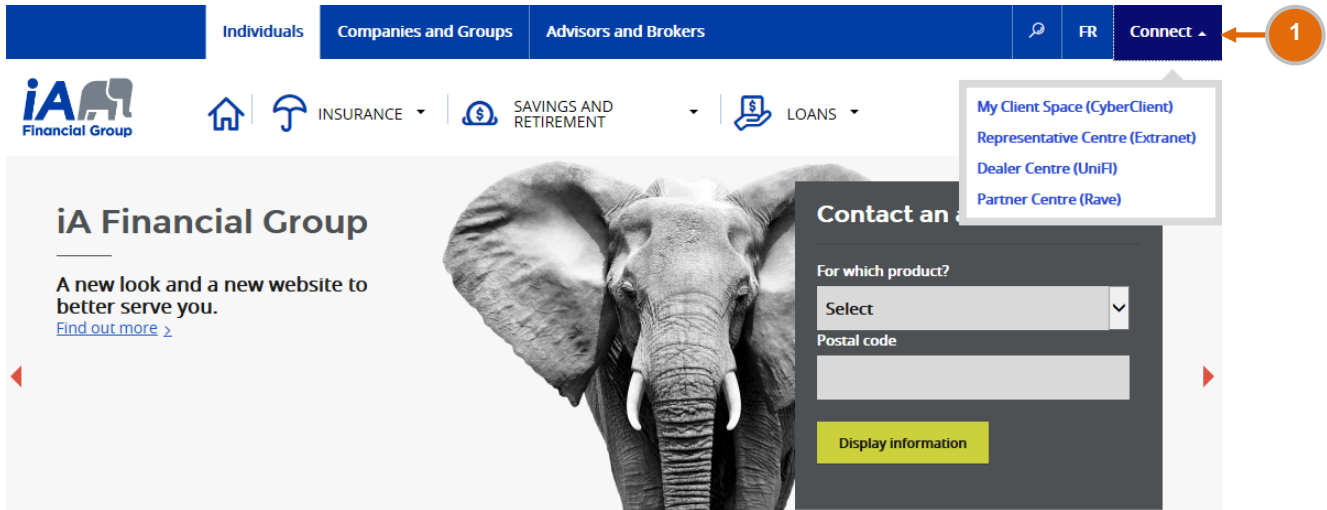 Individuals
Companies and Groups
Advisors and Brokers
FR
Connect
1
iA
Financial Group
INSURANCE
SAVINGS AND
RETIREMENT
LOANS
My Client Space (CyberClient)
Representative Centre (Extranet)
Dealer Centre (UniFI)
Partner Centre (Rave)
iA Financial Group
A new look and a new website to
better serve you.
Find out more >
Contact an
For which product?
Select
Postal code
Display information